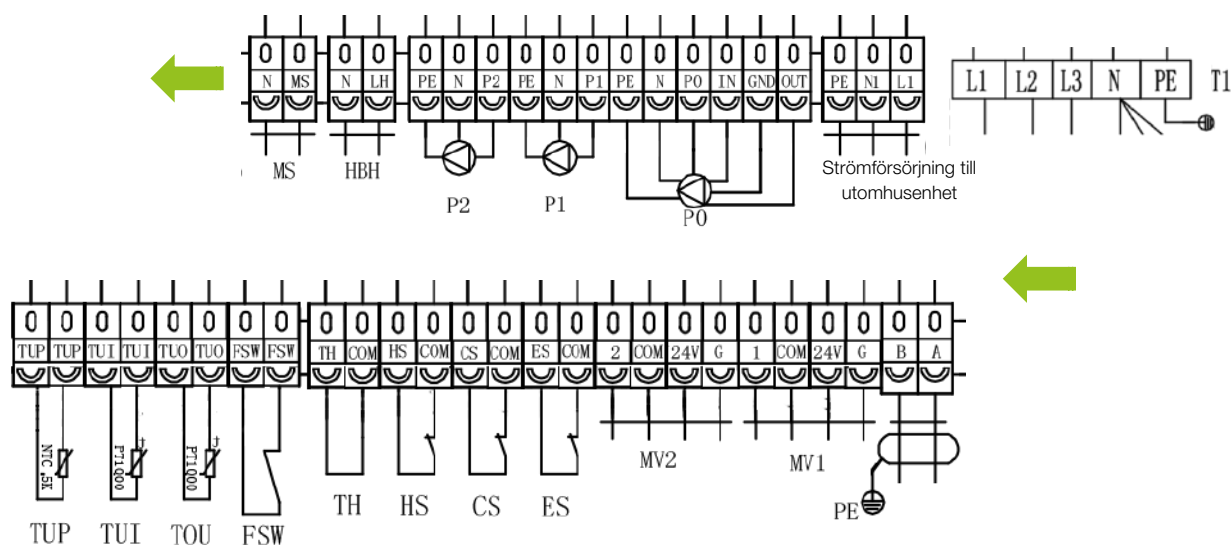 0 0 0 0 0 0 0 0 0 0 0 0 0 0 0 0 0 0
N MS N LH PE N P2 PE N P1 PE N P0 IN GND OUT PE N1 L1
L1 L2 L3 N PE T1
MS HBH P2 P1 P0
Strömförsörjning till
utomhusenhet
0 0 0 0 0 0 0 0 0 0 0 0 0 0 0 0 0 0 0 0 0 0 0 0 0 0
TUP TUP TUI TUI TUO TUO FSW FSW TH COM HS COM CS COM ES COM 2 COM 24V G 1 COM 24V G B A
NTC,5K PT1000 PT1000
MV2 MV1
PE
TUP TUI TOU FSW TH HS CS ES